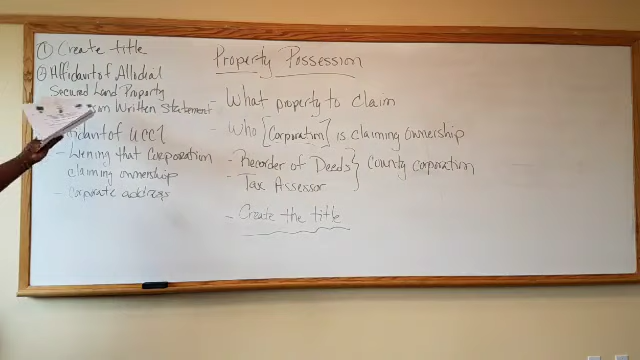 ① Create title
② Affidavit of Allodial
Secured Land Property
Written Statement
of UCC1
- Liening that Corporation
claiming ownership
- Corporate address
Property Possession
- What property to Claim
- Who [Corporation] is claiming ownership
- Recorder of Deeds } County Corporation
- Tax Assessor
- Create the title